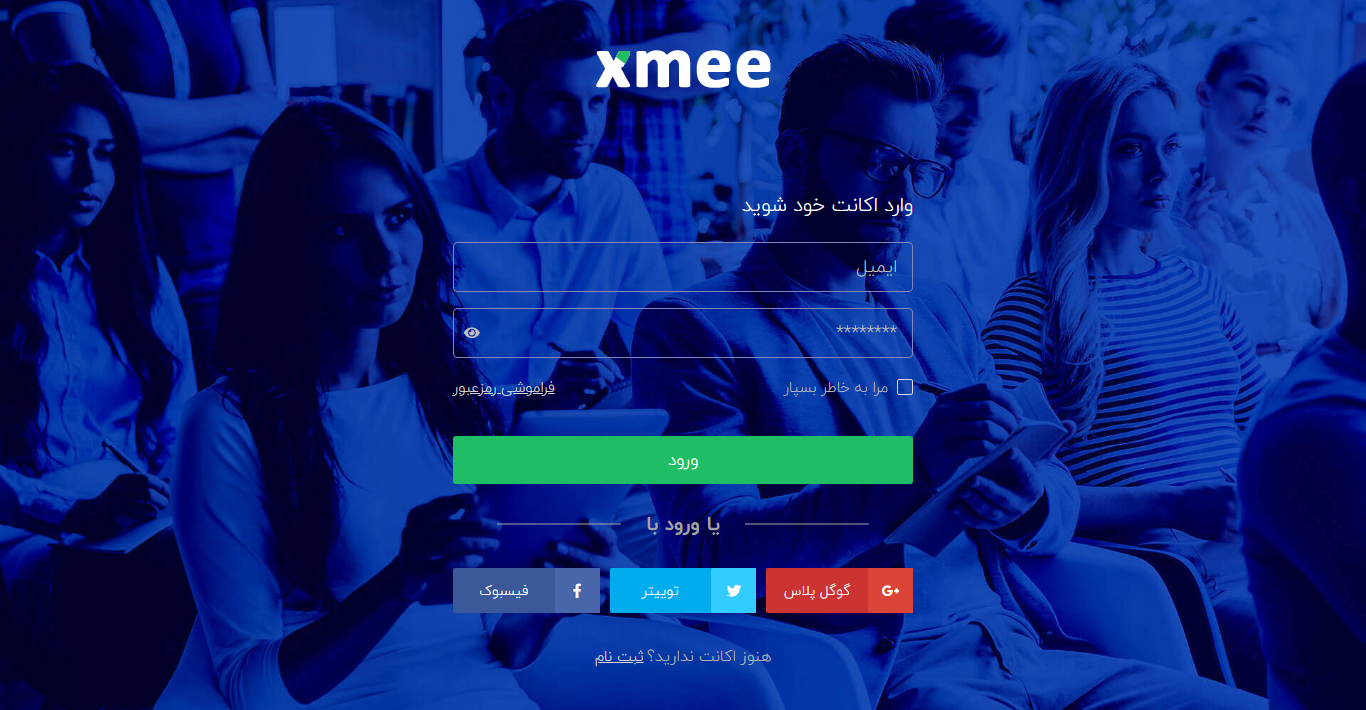 xmee
وارد اکانت خود شوید
ایمیل
********
مرا به خاطر بسپار فراموشی رمزعبور
ورود
یا ورود با
گوگل پلاس توییتر فیسبوک
هنوز اکانت ندارید؟ ثبت نام